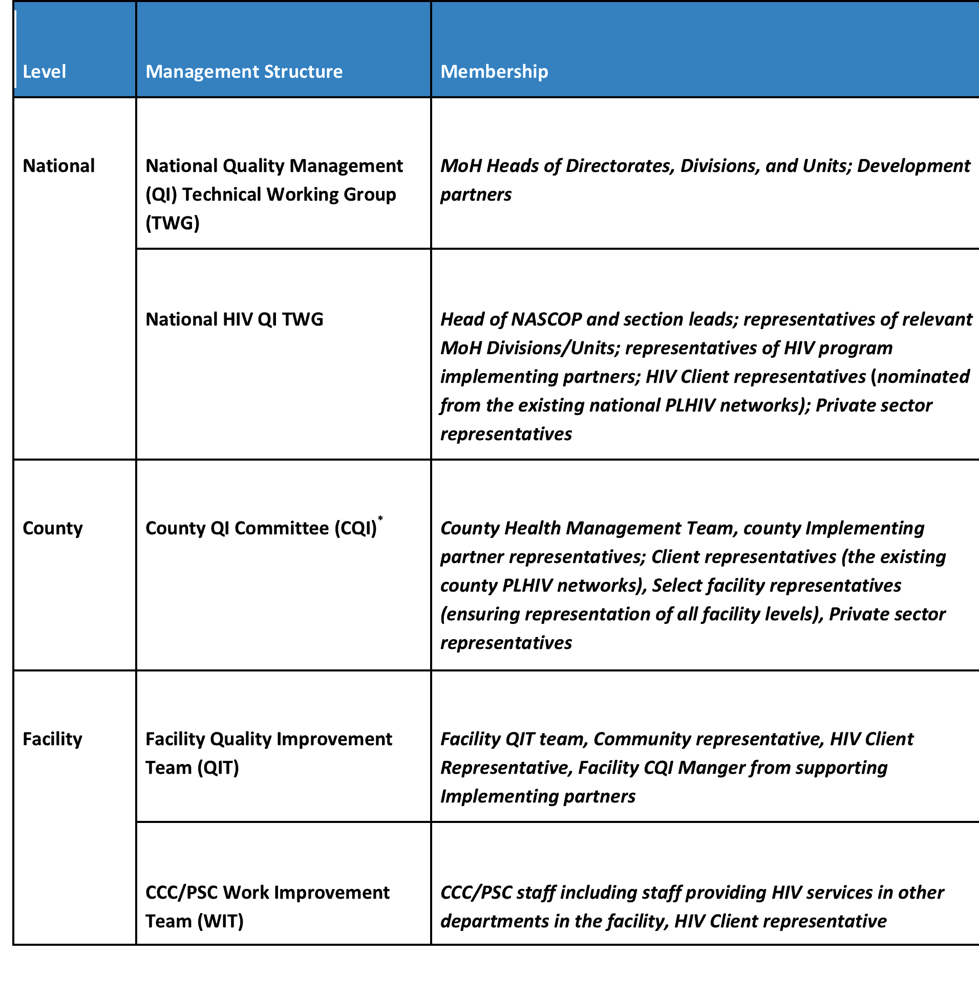 Level
Management Structure
Membership
National
National Quality Management
(QI) Technical Working Group
(TWG)
MoH Heads of Directorates, Divisions, and Units; Development
partners
National HIV QI TWG
Head of NASCOP and section leads; representatives of relevant
MoH Divisions/Units; representatives of HIV program
implementing partners; HIV Client representatives (nominated
from the existing national PLHIV networks); Private sector
representatives
County
County QI Committee (CQI)*
County Health Management Team, county Implementing
partner representatives; Client representatives (the existing
county PLHIV networks), Select facility representatives
(ensuring representation of all facility levels), Private sector
representatives
Facility
Facility Quality Improvement
Team (QIT)
Facility QIT team, Community representative, HIV Client
Representative, Facility CQI Manger from supporting
Implementing partners
CCC/PSC Work Improvement
Team (WIT)
CCC/PSC staff including staff providing HIV services in other
departments in the facility, HIV Client representative